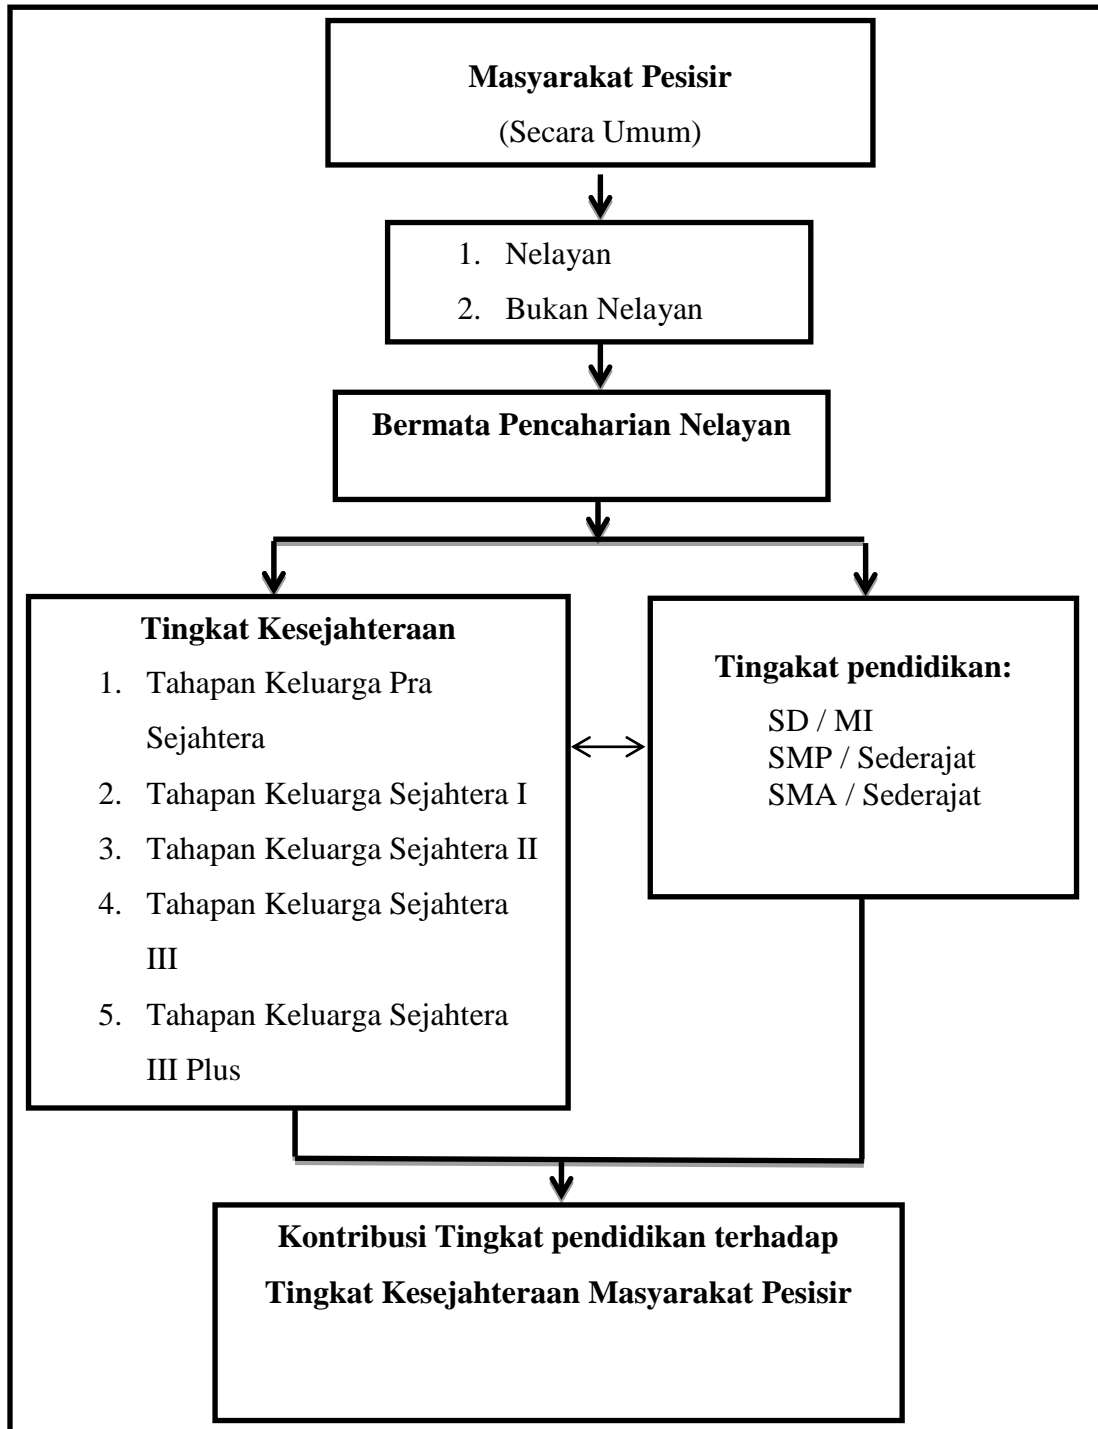 Masyarakat Pesisir
(Secara Umum)
1. Nelayan
2. Bukan Nelayan
Bermata Pencaharian Nelayan
Tingkat Kesejahteraan
1. Tahapan Keluarga Pra
Sejahtera
2. Tahapan Keluarga Sejahtera I
3. Tahapan Keluarga Sejahtera II
4. Tahapan Keluarga Sejahtera
III
5. Tahapan Keluarga Sejahtera
III Plus
Tingakat pendidikan:
SD / MI
SMP / Sederajat
SMA / Sederajat
Kontribusi Tingkat pendidikan terhadap
Tingkat Kesejahteraan Masyarakat Pesisir